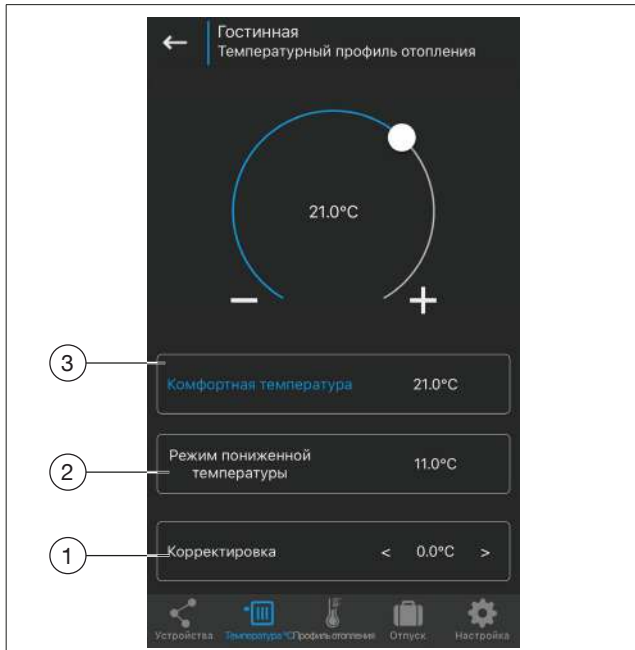 Гостинная
Температурный профиль отопления
21.0°C
3
Комфортная температура 21.0°C
Режим пониженной
температуры
11.0°C
2
1
Корректировка < 0.0°C >
Устройства Температура °C Профиль отопления Отпуск Настройка